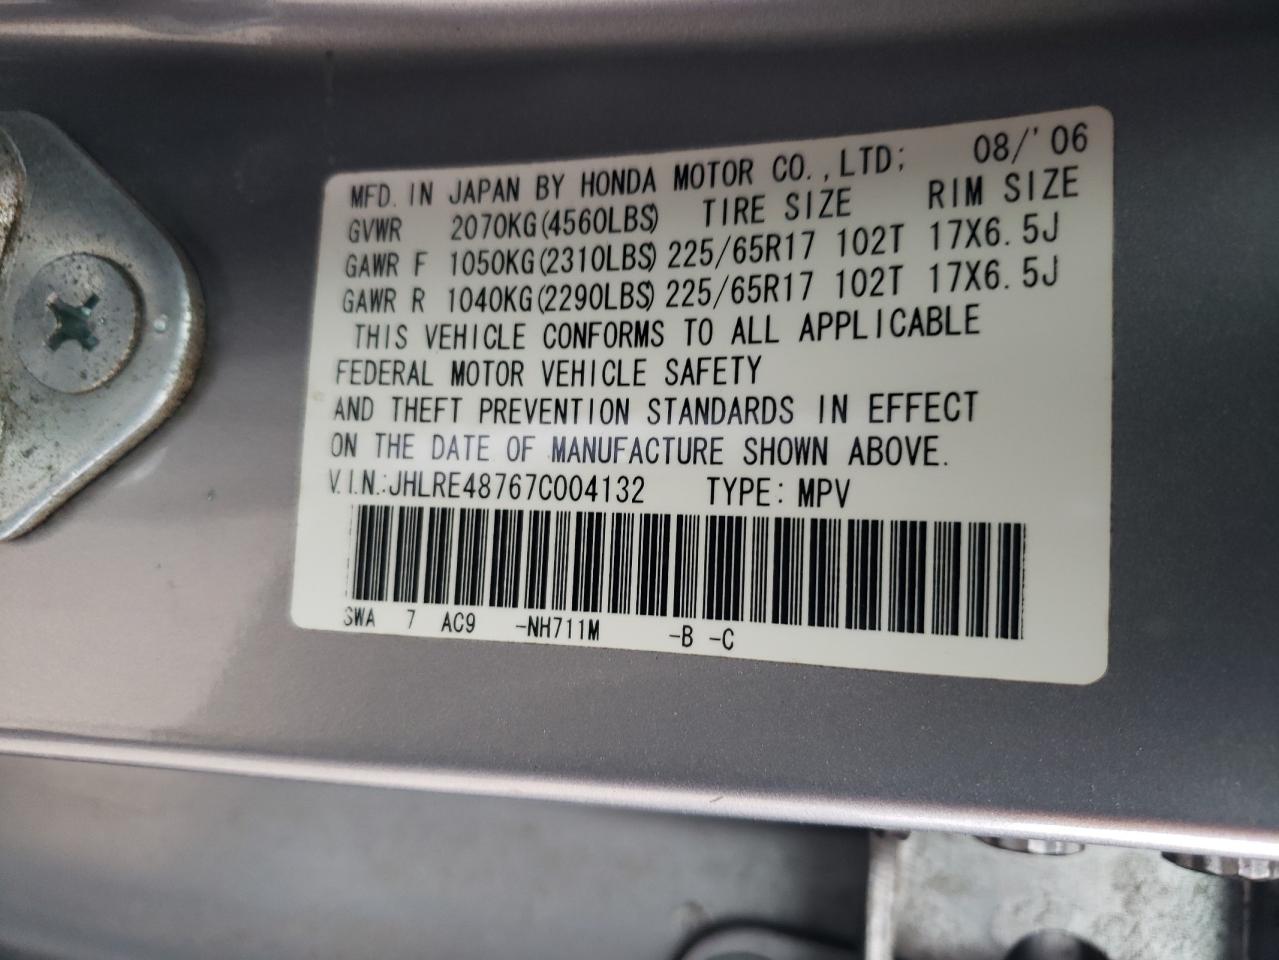 MFD. IN JAPAN BY HONDA MOTOR CO.,LTD; 08/'06
GVWR 2070KG(4560LBS) TIRE SIZE RIM SIZE
GAWR F 1050KG(2310LBS) 225/65R17 102T 17X6.5J
GAWR R 1040KG(2290LBS) 225/65R17 102T 17X6.5J
THIS VEHICLE CONFORMS TO ALL APPLICABLE
FEDERAL MOTOR VEHICLE SAFETY
AND THEFT PREVENTION STANDARDS IN EFFECT
ON THE DATE OF MANUFACTURE SHOWN ABOVE.
V.I.N.:JHLRE48767C004132 TYPE: MPV
SWA 7 AC9 -NH711M -B -C